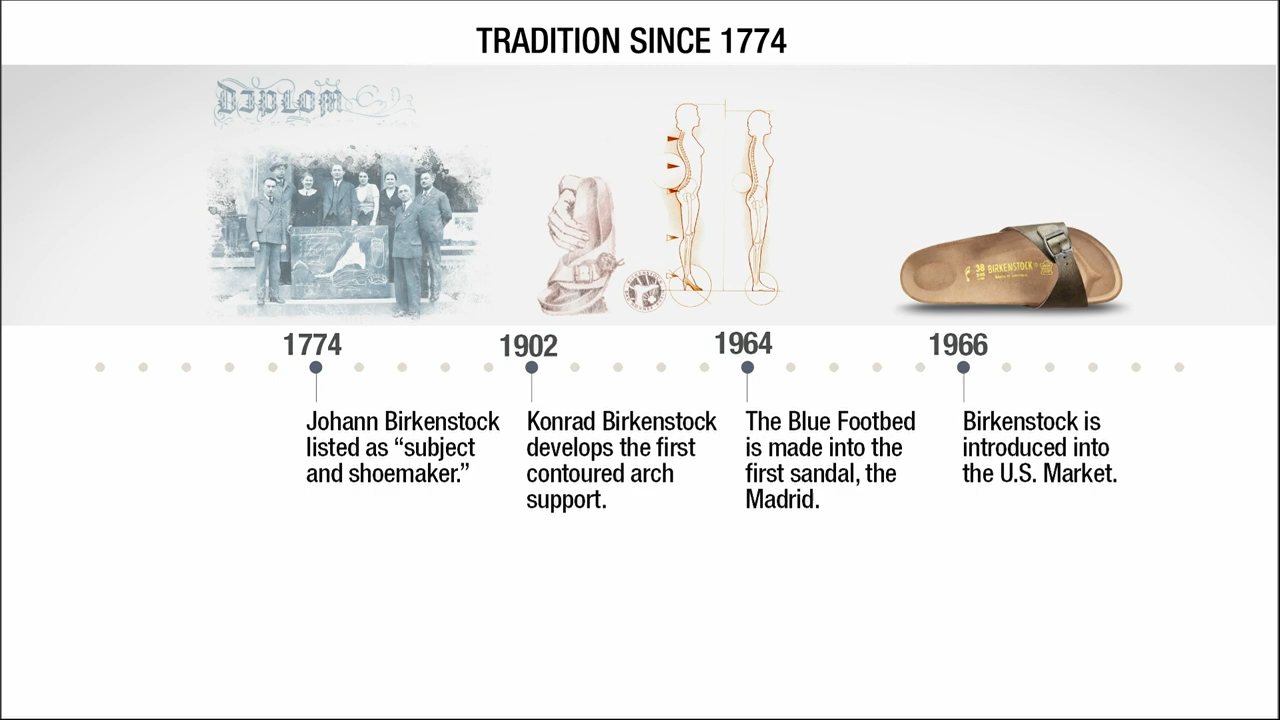 TRADITION SINCE 1774
Diplom
38
BIRKENSTOCK
1774
1902
1964
1966
Johann Birkenstock
listed as “subject
and shoemaker.”
Konrad Birkenstock
develops the first
contoured arch
support.
The Blue Footbed
is made into the
first sandal, the
Madrid.
Birkenstock is
introduced into
the U.S. Market.